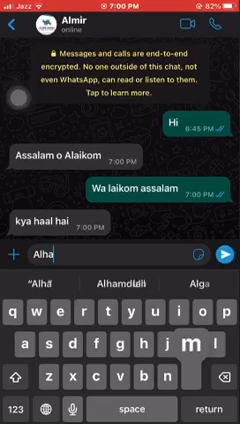 Jazz
7:00 PM
82%
Almir
online
Messages and calls are end-to-end
encrypted. No one outside of this chat, not
even WhatsApp, can read or listen to them.
Tap to learn more.
Hi
6:45 PM
Assalam o Alaikom
7:00 PM
Wa laikom assalam
7:00 PM
kya haal hai
7:00 PM
Alha
"Alha" Alhamdulili Alga
q w e r t y u i o p
a s d f g h j m l
z x c v b n
123 space return